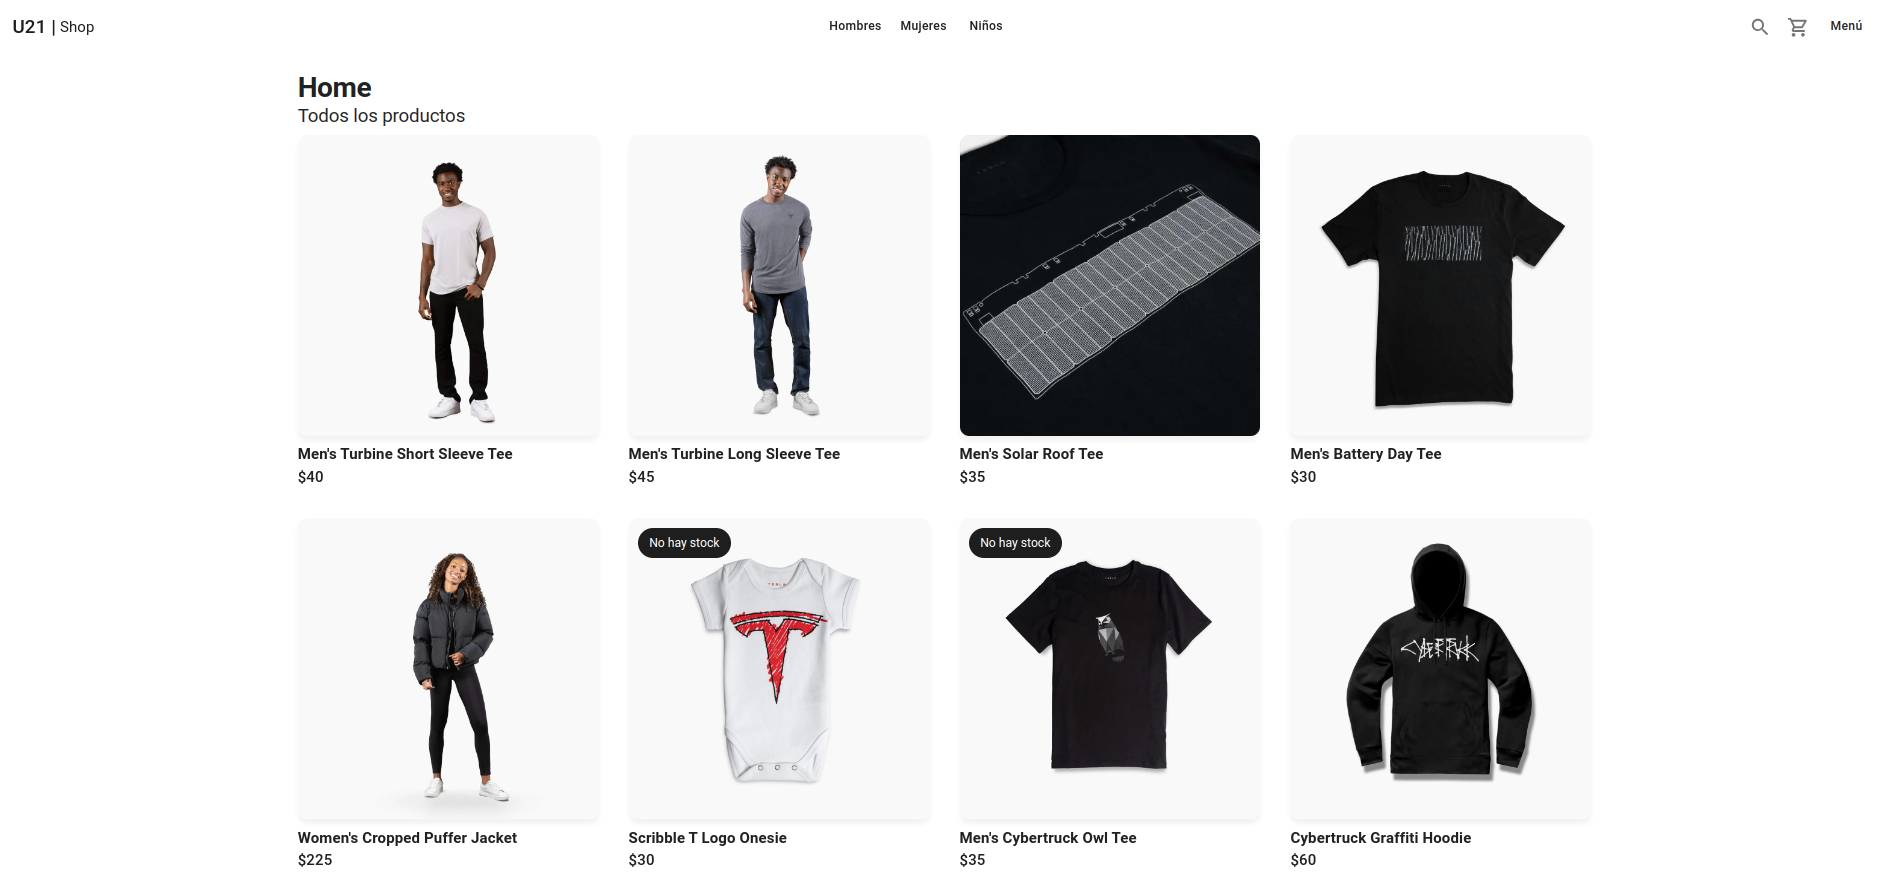 U21 | Shop
Hombres Mujeres Niños
Menú
Home
Todos los productos
Men's Turbine Short Sleeve Tee
$40
Men's Turbine Long Sleeve Tee
$45
Men's Solar Roof Tee
$35
Men's Battery Day Tee
$30
Women's Cropped Puffer Jacket
$225
No hay stock
Scribble T Logo Onesie
$30
No hay stock
Men's Cybertruck Owl Tee
$35
Cybertruck Graffiti Hoodie
$60